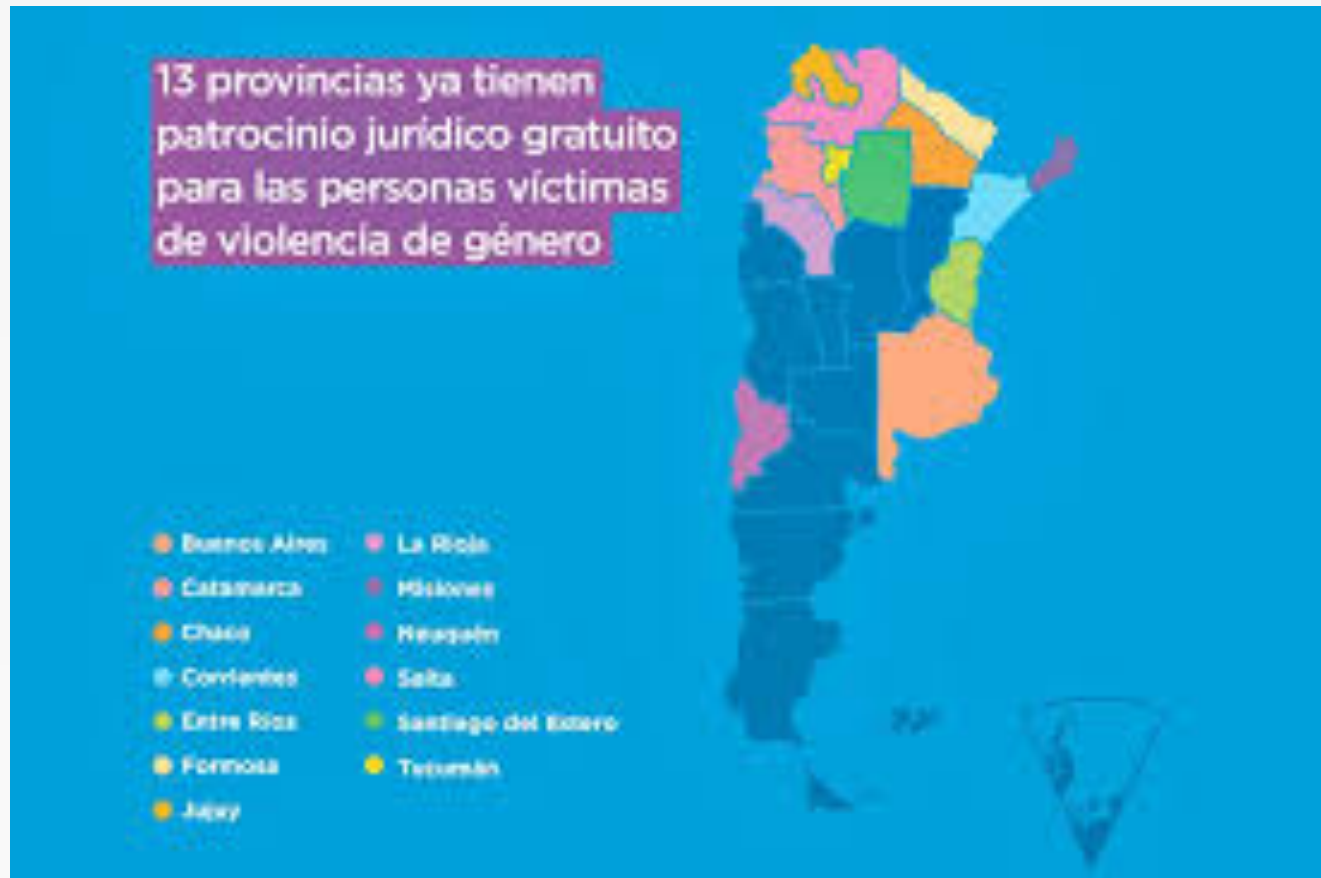 13 provincias ya tienen
patrocinio jurídico gratuito
para las personas víctimas
de violencia de género
Buenos Aires
Catamarca
Chaco
Corrientes
Entre Ríos
Formosa
Jujuy
La Rioja
Misiones
Neuquén
Salta
Santiago del Estero
Tucumán